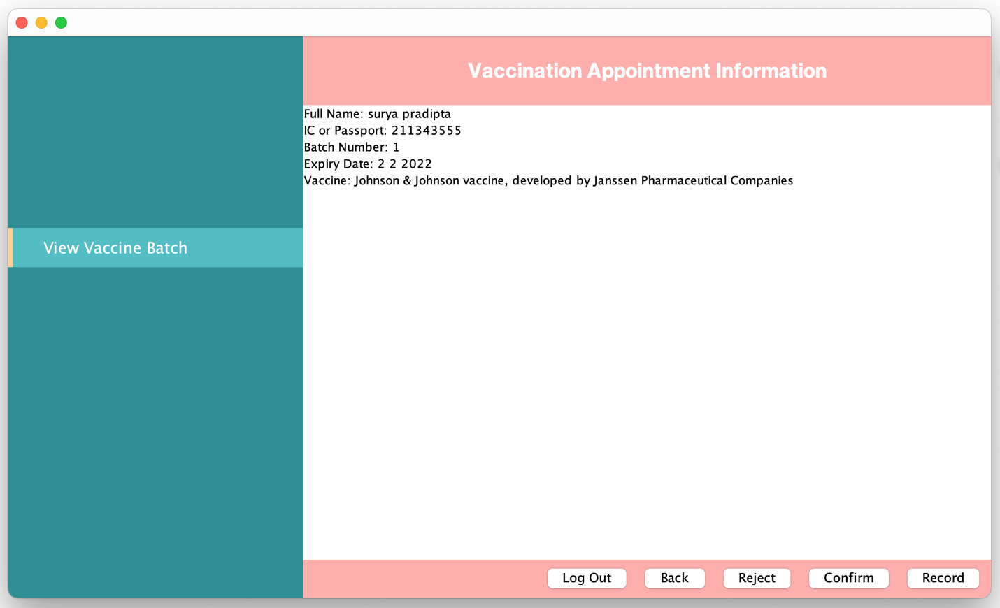 Vaccination Appointment Information
Full Name: surya pradipta
IC or Passport: 211343555
Batch Number: 1
Expiry Date: 2 2 2022
Vaccine: Johnson & Johnson vaccine, developed by Janssen Pharmaceutical Companies
View Vaccine Batch
Log Out
Back
Reject
Confirm
Record